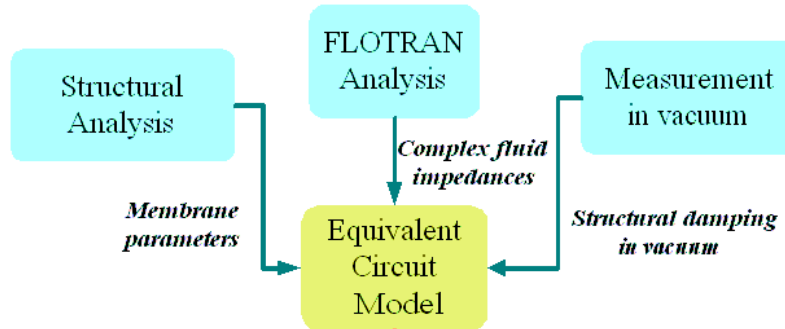 Structural
Analysis
FLOTRAN
Analysis
Measurement
in vacuum
Membrane
parameters
Complex fluid
impedances
Structural damping
in vacuum
Equivalent
Circuit
Model